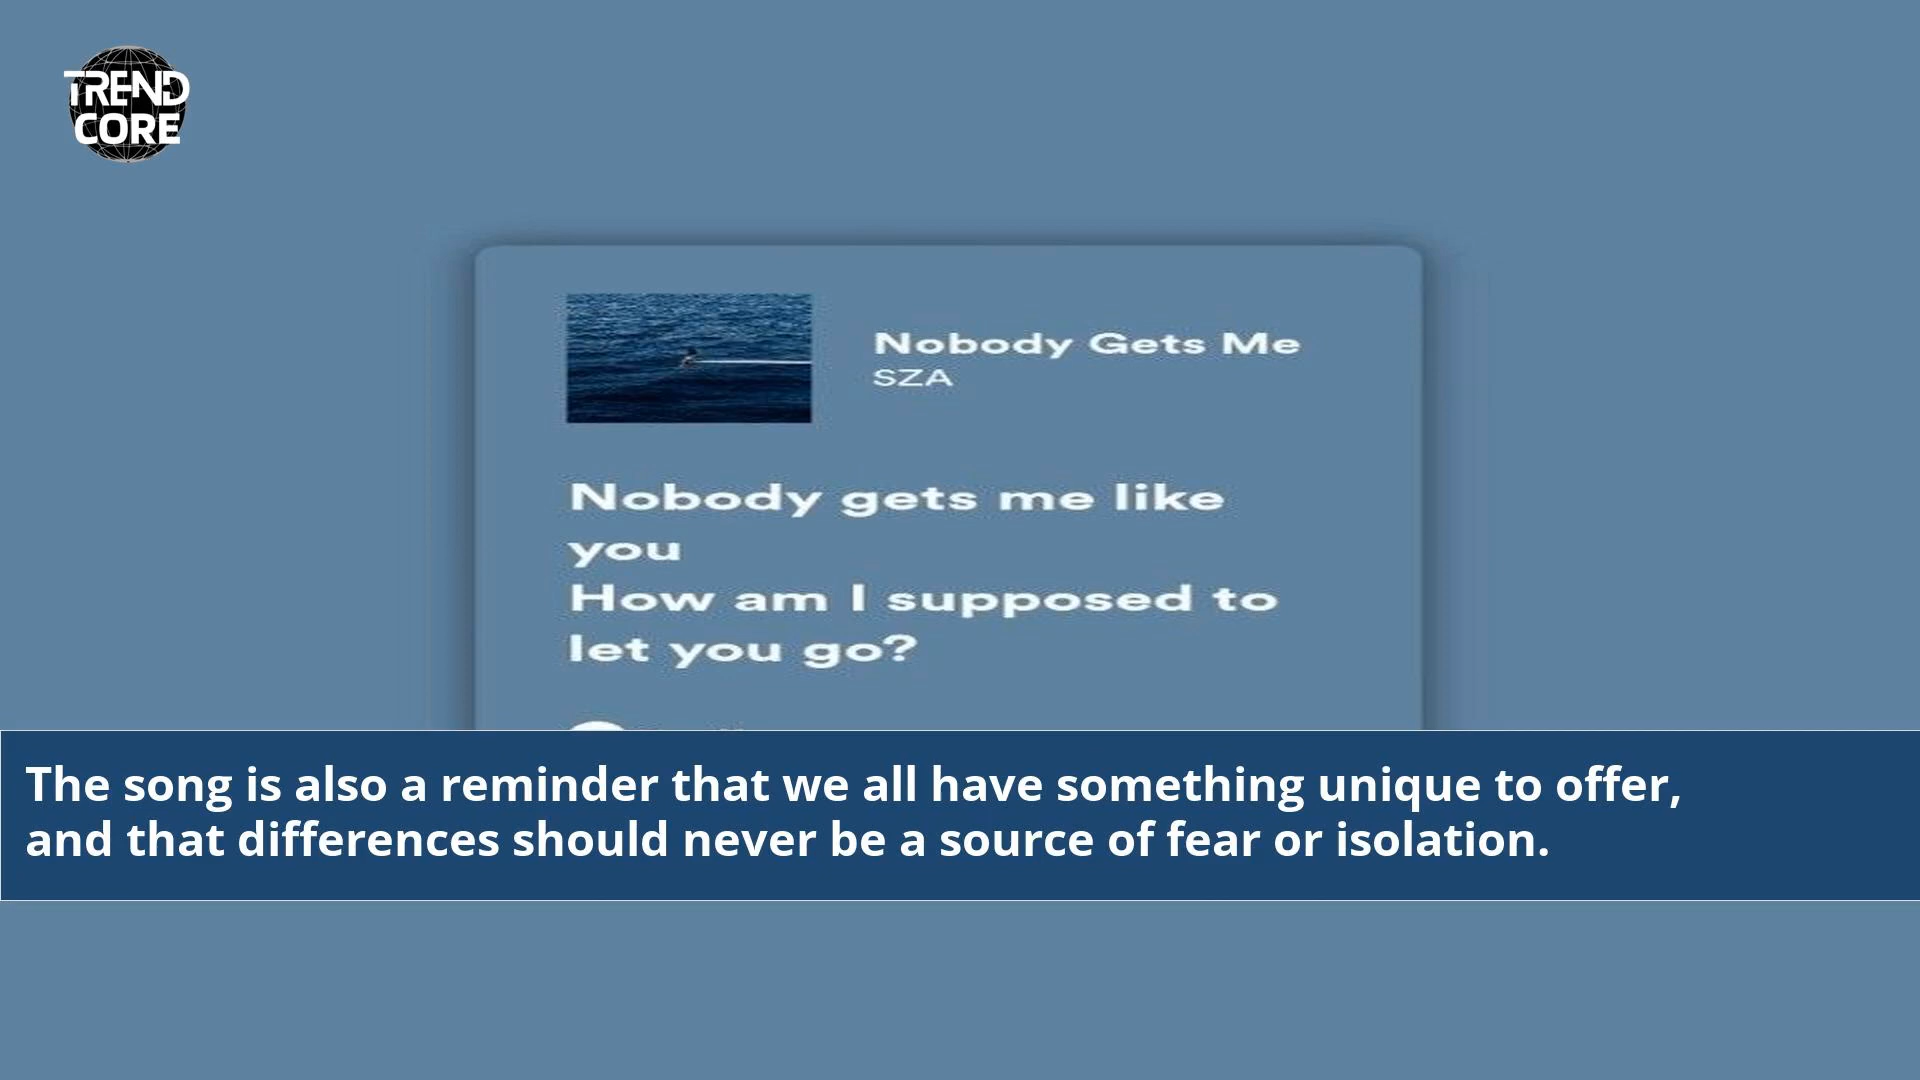 TREND
CORE
Nobody Gets Me
SZA
Nobody gets me like
you
How am I supposed to
let you go?
The song is also a reminder that we all have something unique to offer,
and that differences should never be a source of fear or isolation.